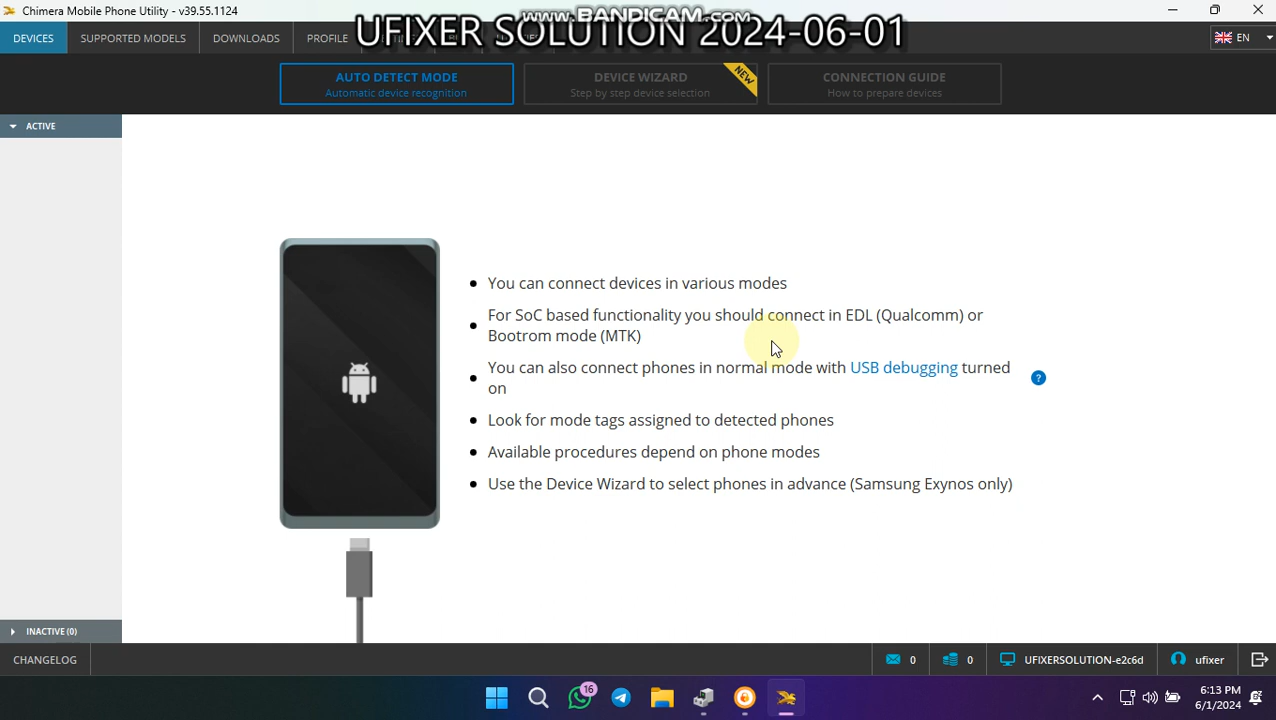 Chimera Mobile Phone Utility - v39.55.1124
www.BANDICAM.com
UFIXER SOLUTION 2024-06-01
DEVICES
SUPPORTED MODELS
DOWNLOADS
PROFILE
EN
AUTO DETECT MODE
Automatic device recognition
DEVICE WIZARD
Step by step device selection
NEW
CONNECTION GUIDE
How to prepare devices
ACTIVE
You can connect devices in various modes
For SoC based functionality you should connect in EDL (Qualcomm) or
Bootrom mode (MTK)
You can also connect phones in normal mode with USB debugging turned
on
?
Look for mode tags assigned to detected phones
Available procedures depend on phone modes
Use the Device Wizard to select phones in advance (Samsung Exynos only)
INACTIVE (0)
CHANGELOG
0
0
UFIXERSOLUTION-e2c6d
ufixer
16
6:13 PM
6/1/2024